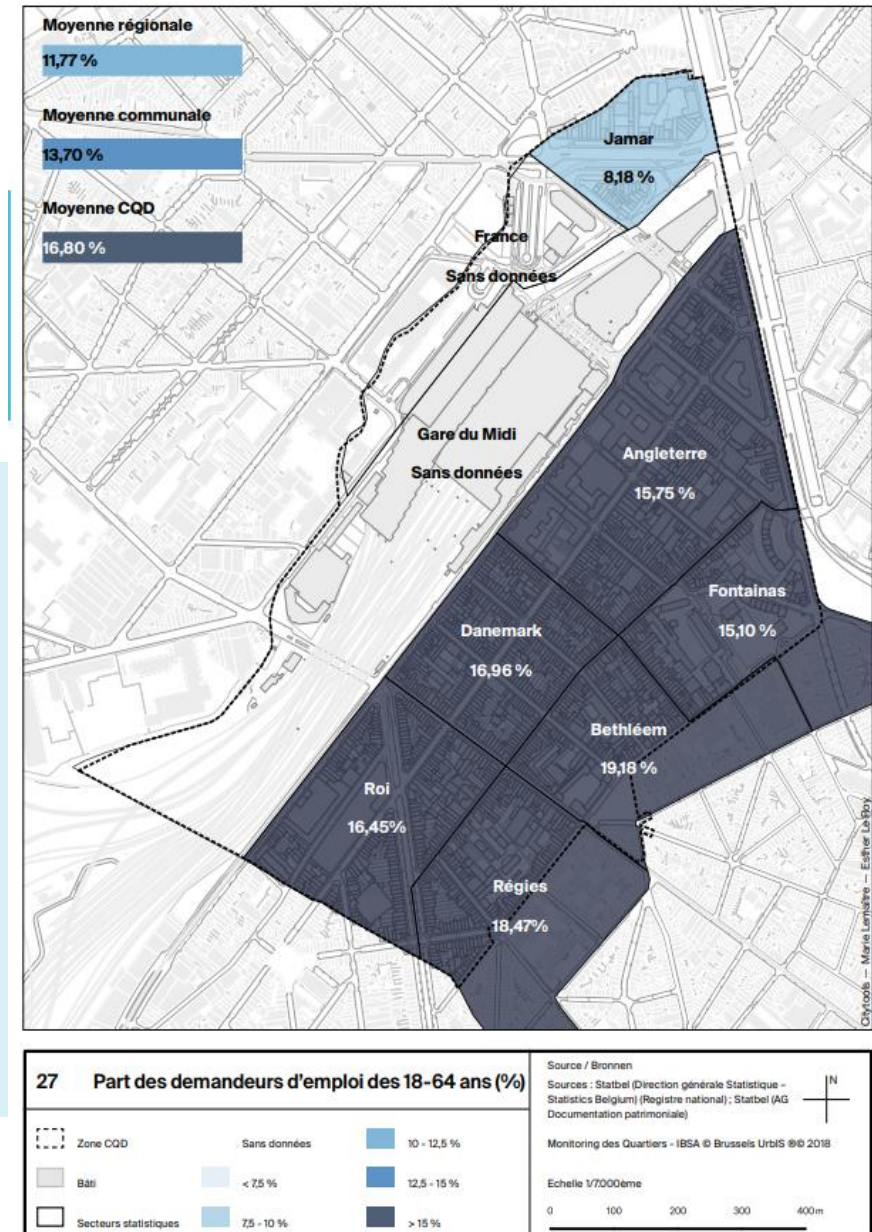 Moyenne régionale
11,77 %
Moyenne communale
13,70 %
Moyenne CQD
16,80 %
Jamar
8,18 %
France
Sans données
Gare du Midi
Sans données
Angleterre
15,75 %
Fontainas
15,10 %
Danemark
16,96 %
Bethléem
19,18 %
Roi
16,45%
Régies
18,47%
Citytools — Marie Lemaître — Esther Le Roy
27 Part des demandeurs d'emploi des 18-64 ans (%)
Zone CQD
Bâti
Secteurs statistiques
Sans données
< 7,5 %
7,5 - 10 %
10 - 12,5 %
12,5 - 15 %
> 15 %
Source / Bronnen
Sources : Statbel (Direction générale Statistique –
Statistics Belgium) (Registre national) ; Statbel (AG
Documentation patrimoniale)
Monitoring des Quartiers - IBSA © Brussels UrbIS ®© 2018
Echelle 1/7.000ème
0 100 200 300 400 m
N